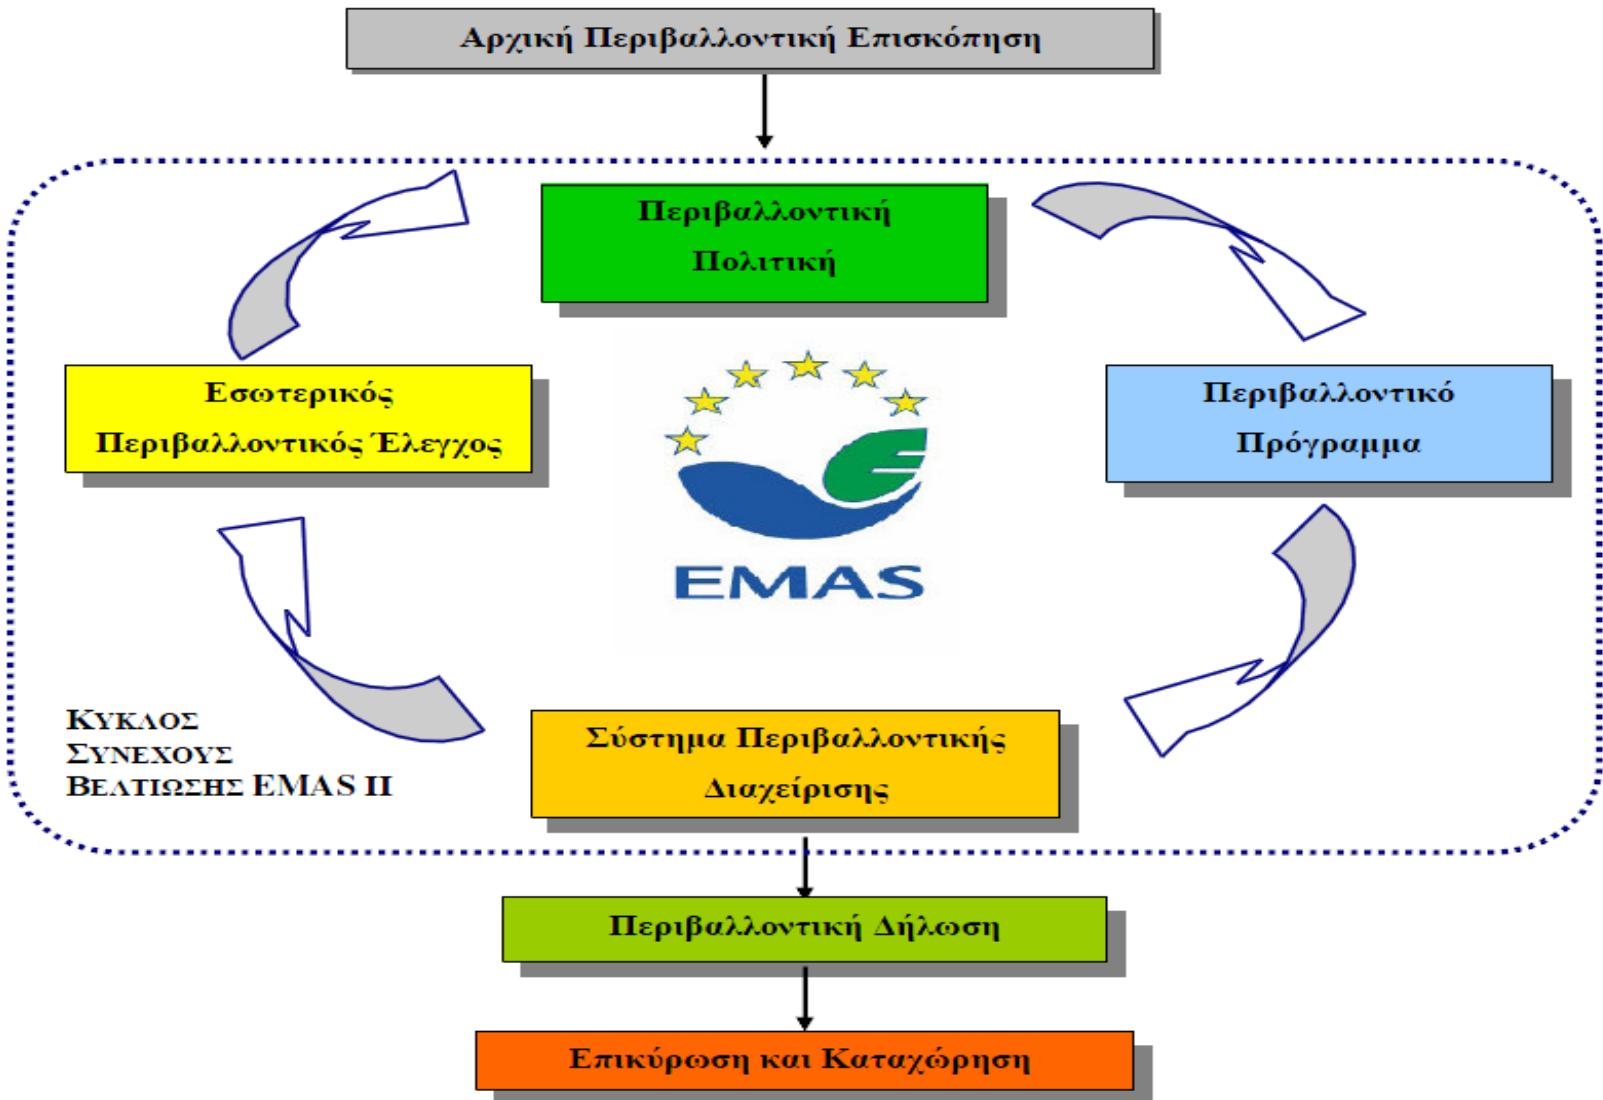 Αρχική Περιβαλλοντική Επισκόπηση
Περιβαλλοντική
Πολιτική
Εσωτερικός
Περιβαλλοντικός Έλεγχος
Περιβαλλοντικό
Πρόγραμμα
EMAS
ΚΥΚΛΟΣ
ΣΥΝΕΧΟΥΣ
ΒΕΛΤΙΩΣΗΣ EMAS II
Σύστημα Περιβαλλοντικής
Διαχείρισης
Περιβαλλοντική Δήλωση
Επικύρωση και Καταχώρηση